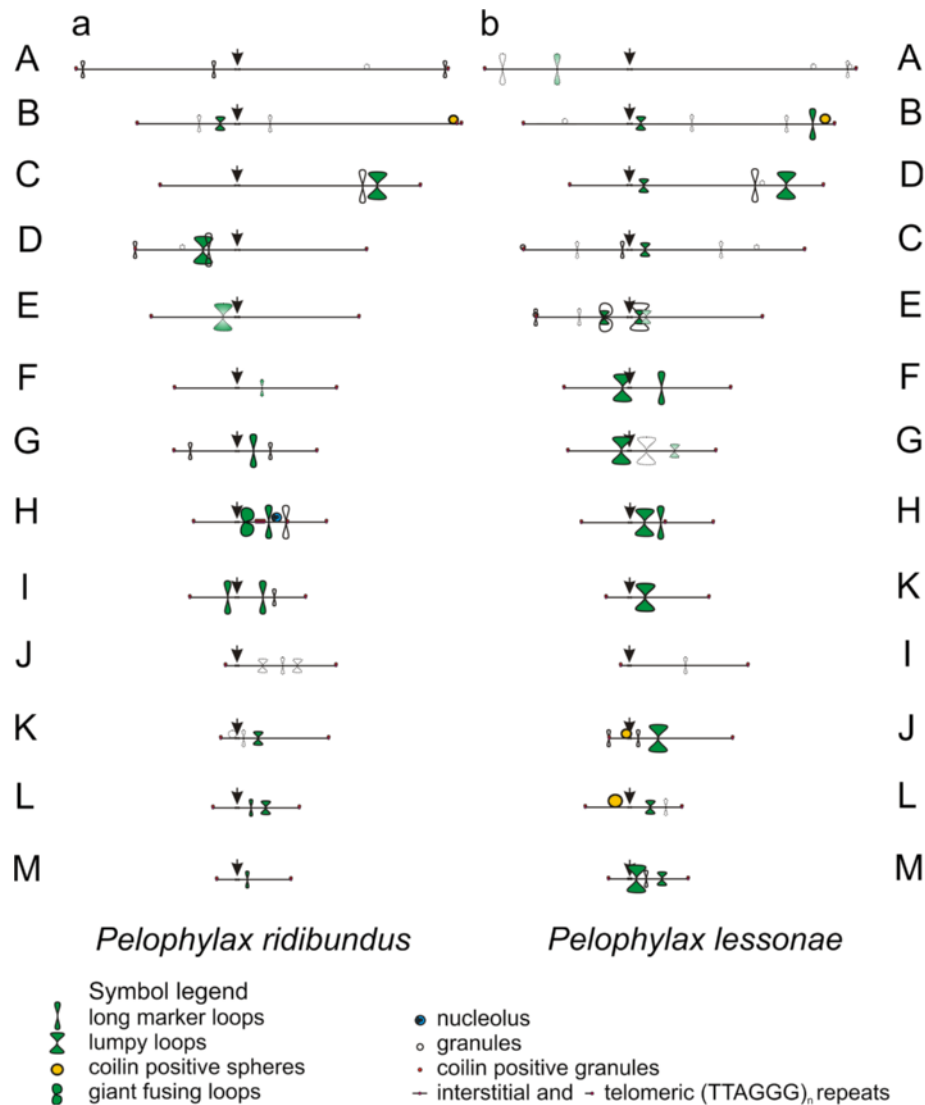 a b
A A
B B
C D
D C
E E
F F
G G
H H
I K
J I
K J
L L
M M
Pelophylax ridibundus Pelophylax lessonae
Symbol legend
long marker loops
lumpy loops
coilin positive spheres
giant fusing loops
nucleolus
granules
coilin positive granules
interstitial and telomeric (TTAGGG)n repeats